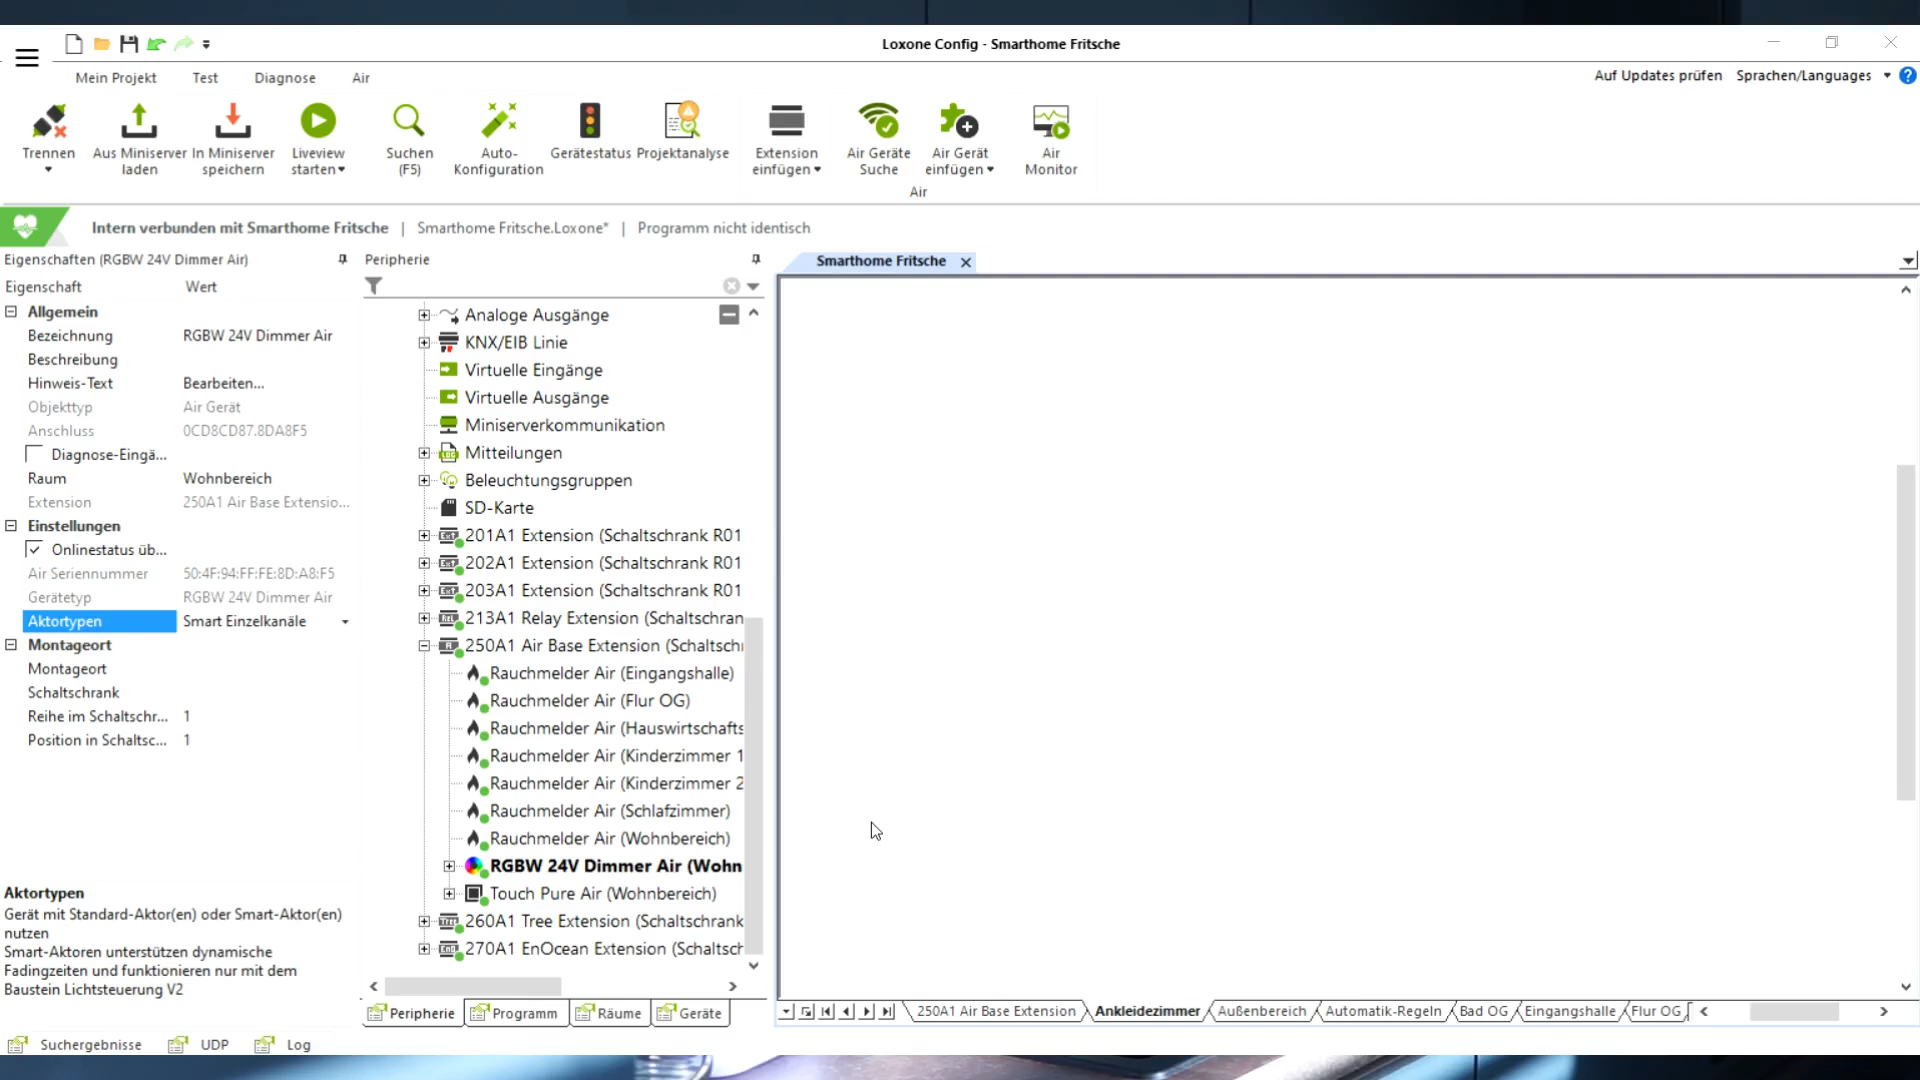 Loxone Config - Smarthome Fritsche
Mein Projekt
Test
Diagnose
Air
Auf Updates prüfen
Sprachen/Languages
Trennen
Aus Miniserver laden
In Miniserver speichern
Liveview starten
Suchen (F5)
Auto-Konfiguration
Gerätestatus
Projektanalyse
Extension einfügen
Air Geräte Suche
Air Gerät einfügen
Air Monitor
Air
Intern verbunden mit Smarthome Fritsche | Smarthome Fritsche.Loxone* | Programm nicht identisch
Eigenschaften (RGBW 24V Dimmer Air)
Eigenschaft Wert
Allgemein
Bezeichnung RGBW 24V Dimmer Air
Beschreibung
Hinweis-Text Bearbeiten...
Objekttyp Air Gerät
Anschluss 0CD8CD87.8DA8F5
Diagnose-Eingä...
Raum Wohnbereich
Extension 250A1 Air Base Extensio...
Einstellungen
Onlinestatus üb...
Air Seriennummer 50:4F:94:FF:FE:8D:A8:F5
Gerätetyp RGBW 24V Dimmer Air
Aktortypen Smart Einzelkanäle
Montageort
Montageort
Schaltschrank
Reihe im Schaltschr... 1
Position in Schaltsc... 1
Aktortypen
Gerät mit Standard-Aktor(en) oder Smart-Aktor(en)
nutzen
Smart-Aktoren unterstützen dynamische
Fadingzeiten und funktionieren nur mit dem
Baustein Lichtsteuerung V2
Peripherie
Analoge Ausgänge
KNX/EIB Linie
Virtuelle Eingänge
Virtuelle Ausgänge
Miniserverkommunikation
Mitteilungen
Beleuchtungsgruppen
SD-Karte
201A1 Extension (Schaltschrank R01
202A1 Extension (Schaltschrank R01
203A1 Extension (Schaltschrank R01
213A1 Relay Extension (Schaltschran
250A1 Air Base Extension (Schaltsch
Rauchmelder Air (Eingangshalle)
Rauchmelder Air (Flur OG)
Rauchmelder Air (Hauswirtschafts
Rauchmelder Air (Kinderzimmer 1
Rauchmelder Air (Kinderzimmer 2
Rauchmelder Air (Schlafzimmer)
Rauchmelder Air (Wohnbereich)
RGBW 24V Dimmer Air (Wohn
Touch Pure Air (Wohnbereich)
260A1 Tree Extension (Schaltschrank
270A1 EnOcean Extension (Schaltsch
Peripherie
Programm
Räume
Geräte
Smarthome Fritsche
250A1 Air Base Extension
Ankleidezimmer
Außenbereich
Automatik-Regeln
Bad OG
Eingangshalle
Flur OG
Suchergebnisse
UDP
Log